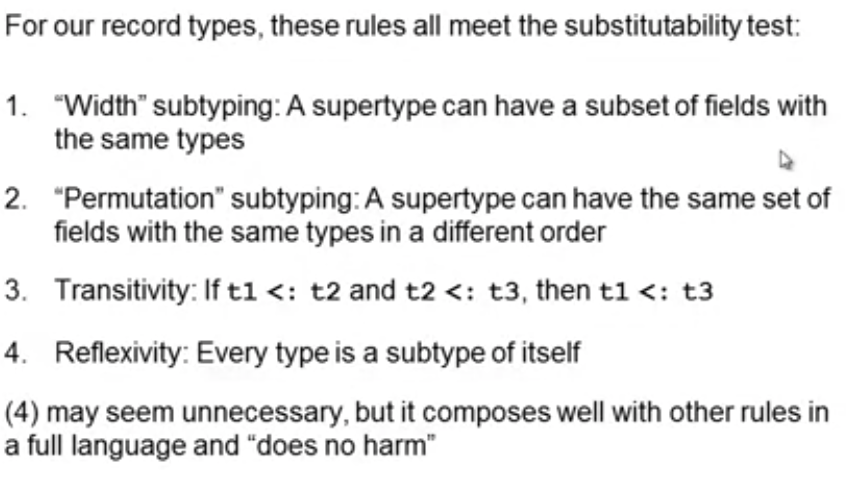 For our record types, these rules all meet the substitutability test:
1. “Width” subtyping: A supertype can have a subset of fields with
the same types
2. “Permutation” subtyping: A supertype can have the same set of
fields with the same types in a different order
3. Transitivity: If t1 <: t2 and t2 <: t3, then t1 <: t3
4. Reflexivity: Every type is a subtype of itself
(4) may seem unnecessary, but it composes well with other rules in
a full language and “does no harm”